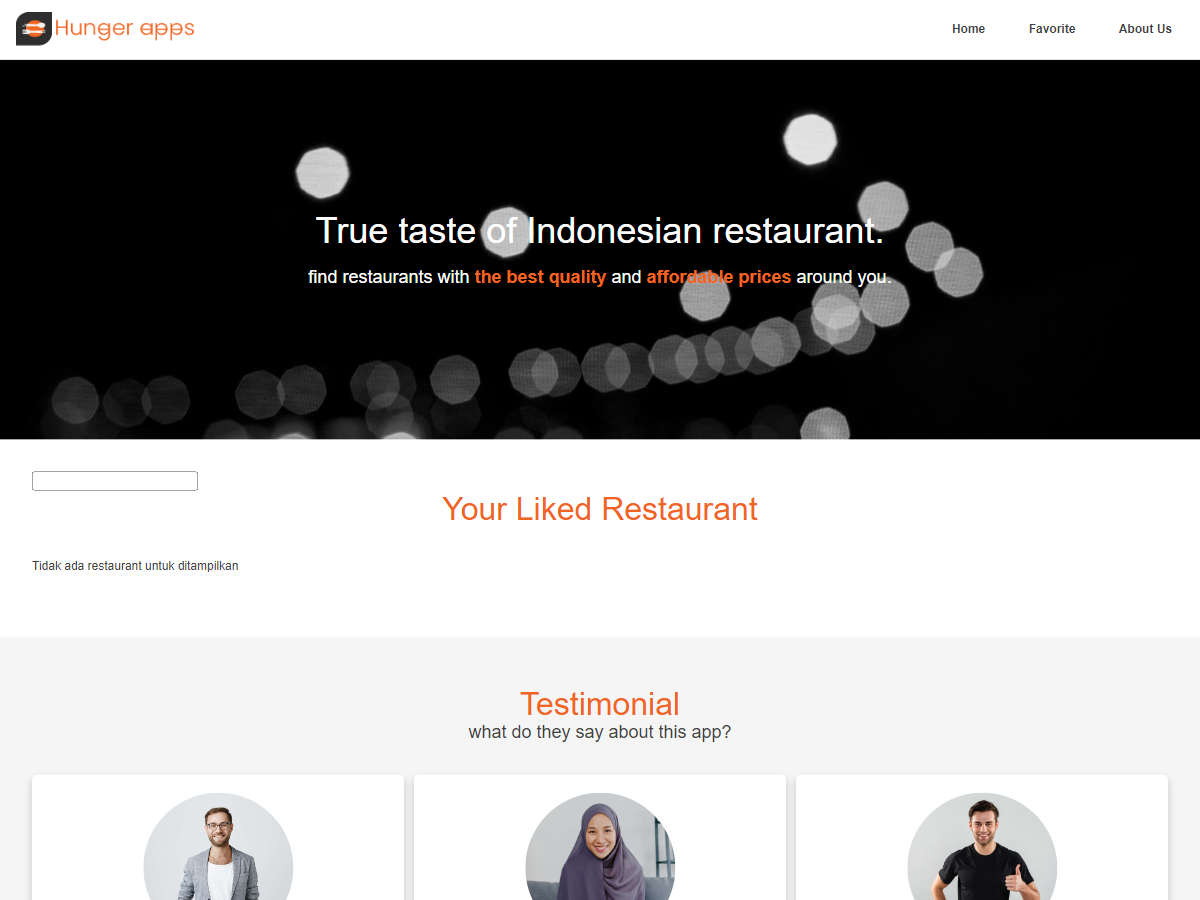 Hunger apps
Home
Favorite
About Us
True taste of Indonesian restaurant.
find restaurants with the best quality and affordable prices around you.
Your Liked Restaurant
Tidak ada restaurant untuk ditampilkan
Testimonial
what do they say about this app?